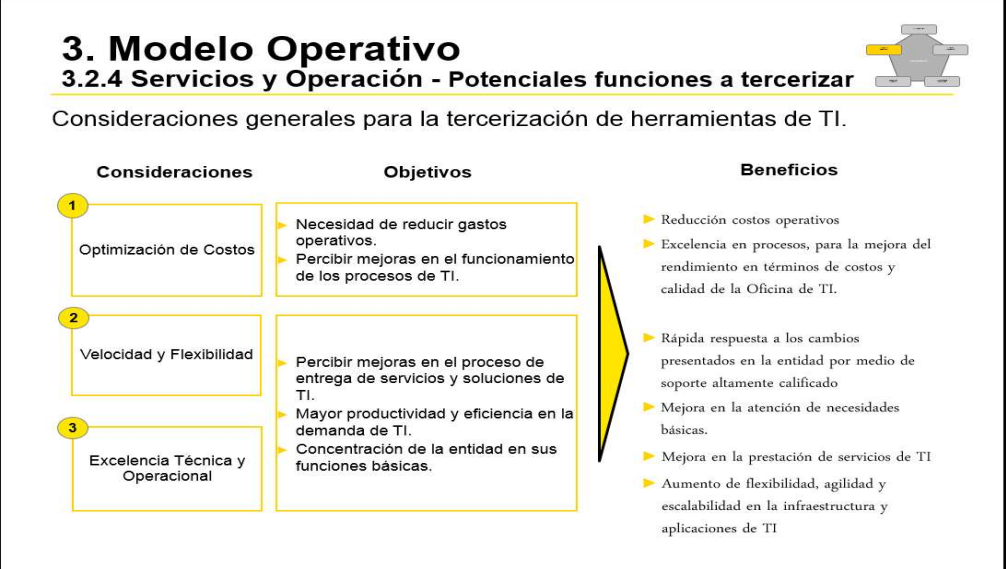 3. Modelo Operativo
3.2.4 Servicios y Operación - Potenciales funciones a tercerizar
Consideraciones generales para la tercerización de herramientas de TI.
Consideraciones
1
Optimización de Costos
2
Velocidad y Flexibilidad
3
Excelencia Técnica y
Operacional
Objetivos
Necesidad de reducir gastos
operativos.
Percibir mejoras en el funcionamiento
de los procesos de TI.
Percibir mejoras en el proceso de
entrega de servicios y soluciones de
TI.
Mayor productividad y eficiencia en la
demanda de TI.
Concentración de la entidad en sus
funciones básicas.
Beneficios
Reducción costos operativos
Excelencia en procesos, para la mejora del
rendimiento en términos de costos y
calidad de la Oficina de TI.
Rápida respuesta a los cambios
presentados en la entidad por medio de
soporte altamente calificado
Mejora en la atención de necesidades
básicas.
Mejora en la prestación de servicios de TI
Aumento de flexibilidad, agilidad y
escalabilidad en la infraestructura y
aplicaciones de TI